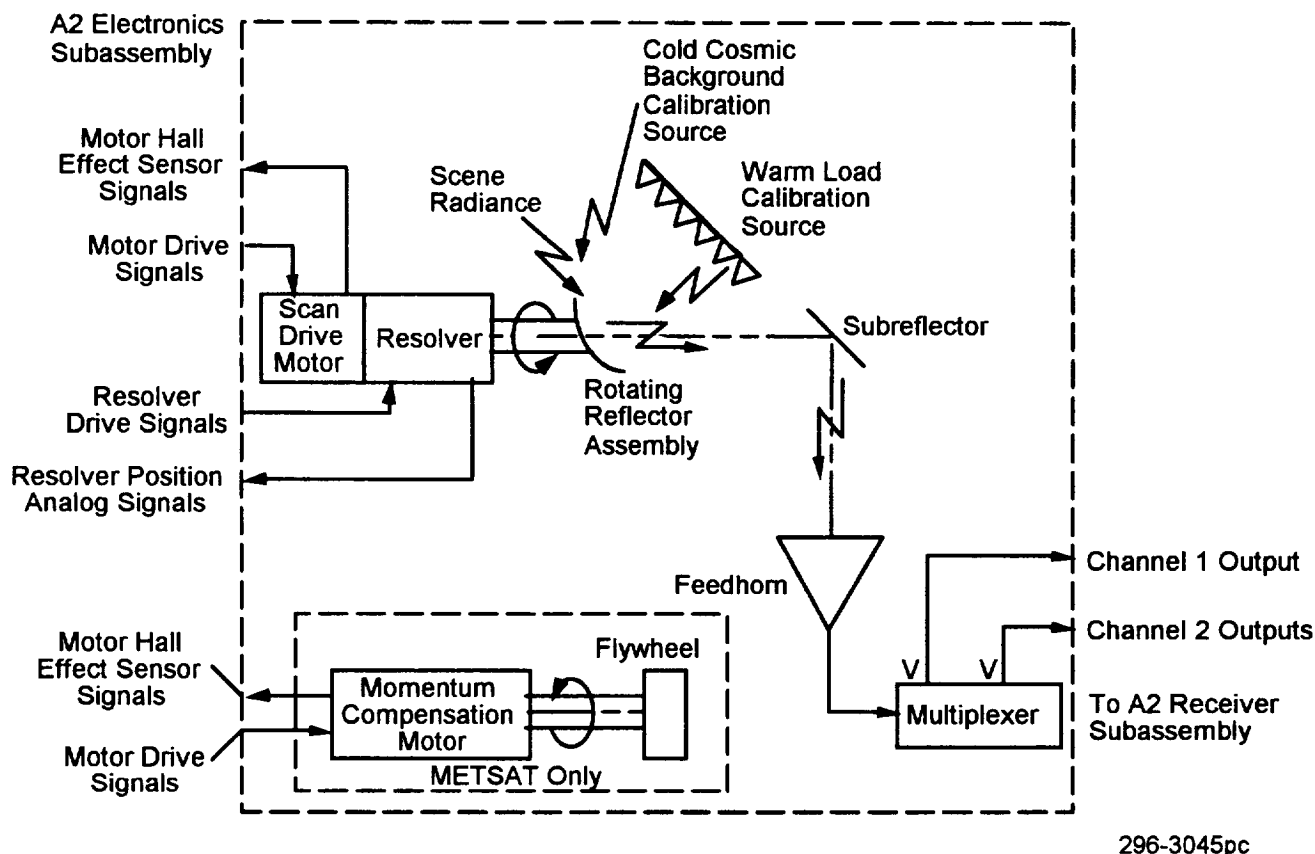 A2 Electronics
Subassembly
Cold Cosmic
Background
Calibration
Source
Motor Hall
Effect Sensor
Signals
Scene
Radiance
Warm Load
Calibration
Source
Motor Drive
Signals
Scan
Drive
Motor
Resolver
Subreflector
Rotating
Reflector
Assembly
Resolver
Drive Signals
Resolver Position
Analog Signals
Feedhorn
Channel 1 Output
Channel 2 Outputs
V V
Multiplexer
To A2 Receiver
Subassembly
Motor Hall
Effect Sensor
Signals
Flywheel
Momentum
Compensation
Motor
Motor Drive
Signals
METSAT Only
296-3045pc